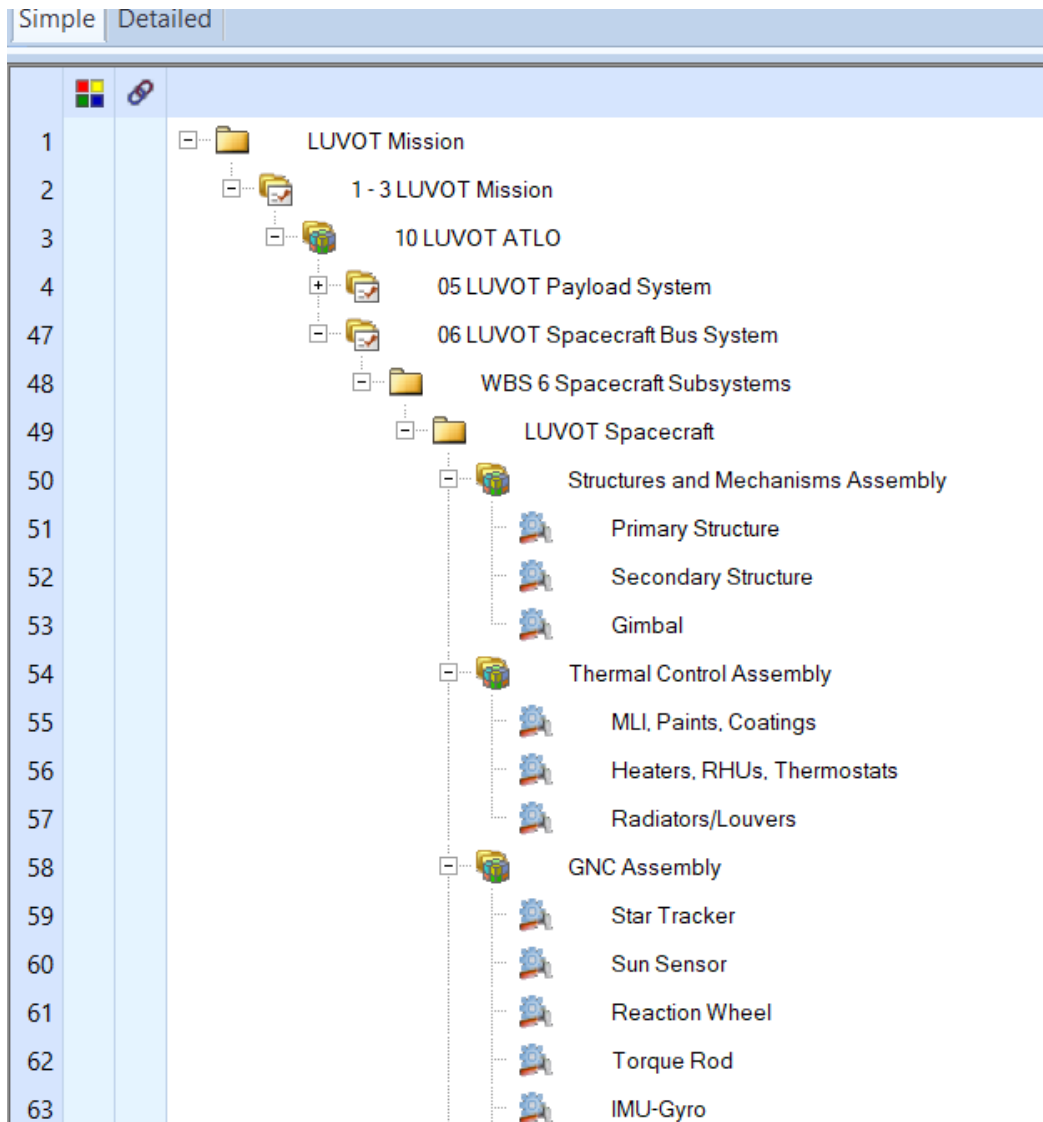 Simple Detailed
1 LUVOT Mission
2 1 - 3 LUVOT Mission
3 10 LUVOT ATLO
4 05 LUVOT Payload System
47 06 LUVOT Spacecraft Bus System
48 WBS 6 Spacecraft Subsystems
49 LUVOT Spacecraft
50 Structures and Mechanisms Assembly
51 Primary Structure
52 Secondary Structure
53 Gimbal
54 Thermal Control Assembly
55 MLI, Paints, Coatings
56 Heaters, RHUs, Thermostats
57 Radiators/Louvers
58 GNC Assembly
59 Star Tracker
60 Sun Sensor
61 Reaction Wheel
62 Torque Rod
63 IMU-Gyro